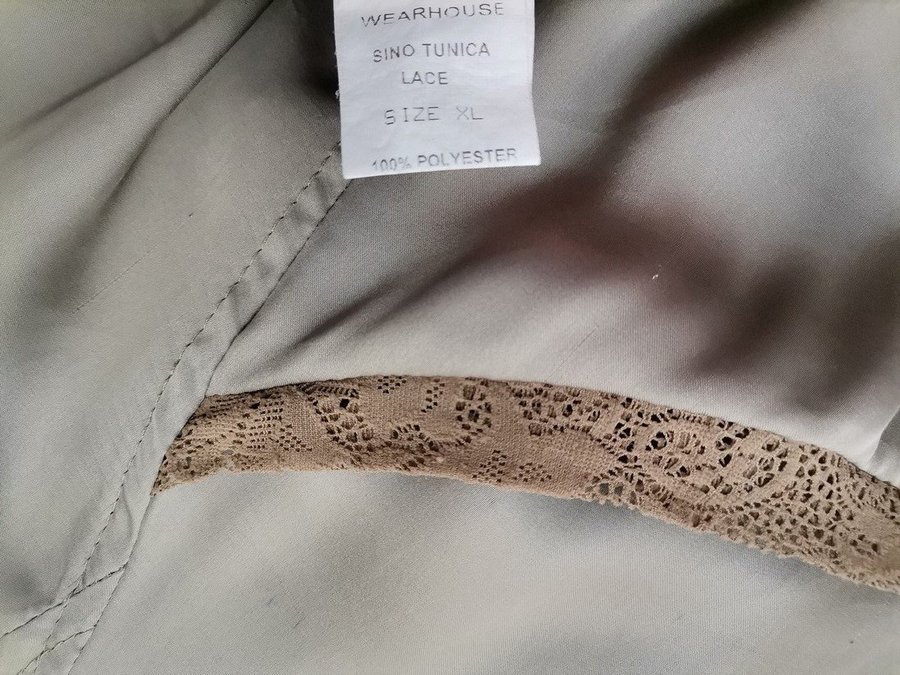 WEARHOUSE
SINO TUNICA
LACE
SIZE XL
100% POLYESTER